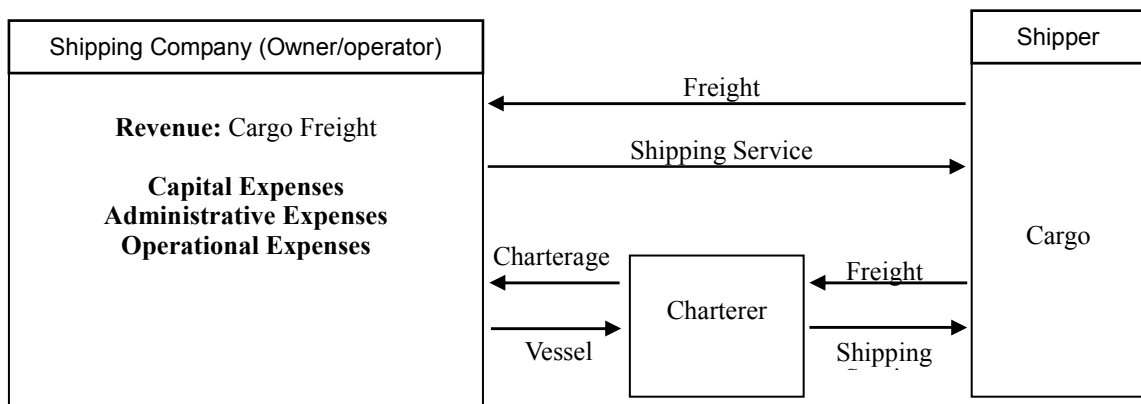 Shipping Company (Owner/operator)
Shipper
Freight
Revenue: Cargo Freight
Shipping Service
Capital Expenses
Administrative Expenses
Operational Expenses
Cargo
Charterage
Freight
Charterer
Vessel
Shipping